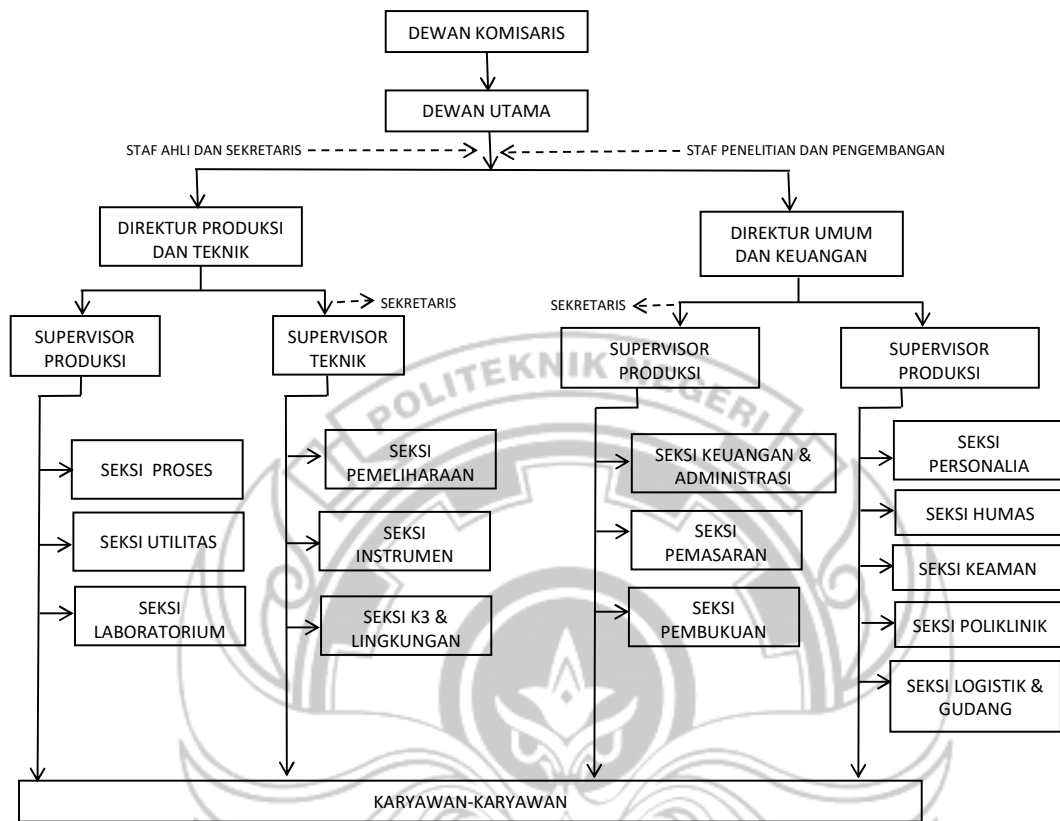 DEWAN KOMISARIS
DEWAN UTAMA
STAF AHLI DAN SEKRETARIS
STAF PENELITIAN DAN PENGEMBANGAN
DIREKTUR PRODUKSI
DAN TEKNIK
DIREKTUR UMUM
DAN KEUANGAN
SEKRETARIS
SEKRETARIS
SUPERVISOR
PRODUKSI
SUPERVISOR
TEKNIK
SUPERVISOR
PRODUKSI
SUPERVISOR
PRODUKSI
POLITEKNIK NEGERI
SEKSI PROSES
SEKSI UTILITAS
SEKSI
LABORATORIUM
SEKSI
PEMELIHARAAN
SEKSI
INSTRUMEN
SEKSI K3 &
LINGKUNGAN
SEKSI KEUANGAN &
ADMINISTRASI
SEKSI
PEMASARAN
SEKSI
PEMBUKUAN
SEKSI
PERSONALIA
SEKSI HUMAS
SEKSI KEAMAN
SEKSI POLIKLINIK
SEKSI LOGISTIK &
GUDANG
KARYAWAN-KARYAWAN